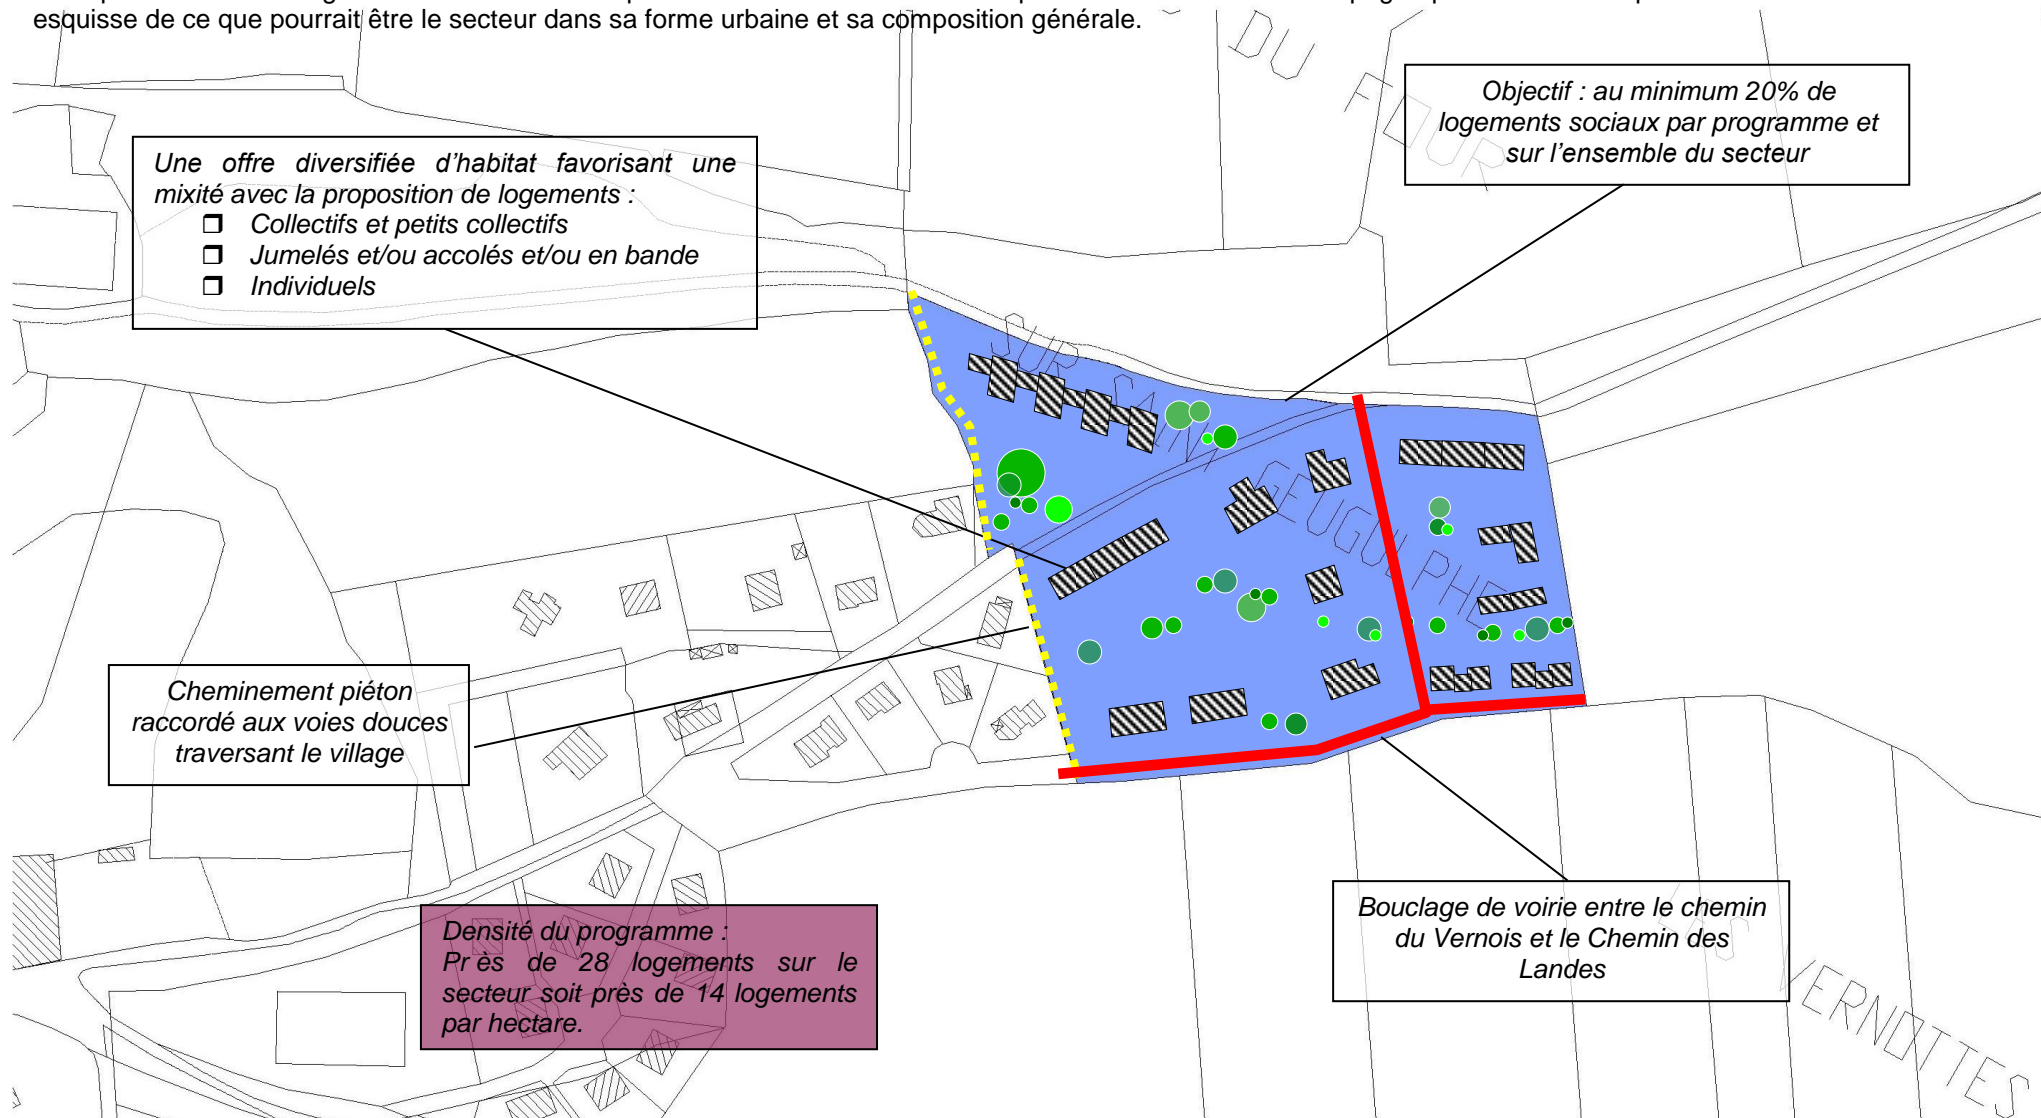 esquisse de ce que pourrait être le secteur dans sa forme urbaine et sa composition générale.
DU FOUR
Objectif : au minimum 20% de
logements sociaux par programme et
sur l'ensemble du secteur
Une offre diversifiée d'habitat favorisant une
mixité avec la proposition de logements :
❒ Collectifs et petits collectifs
❒ Jumelés et/ou accolés et/ou en bande
❒ Individuels
SUR SAINT GEUGULPHE
Cheminement piéton
raccordé aux voies douces
traversant le village
Densité du programme :
Pr ès de 28 logements sur le
secteur soit près de 14 logements
par hectare.
Bouclage de voirie entre le chemin
du Vernois et le Chemin des
Landes
VERNOTTES